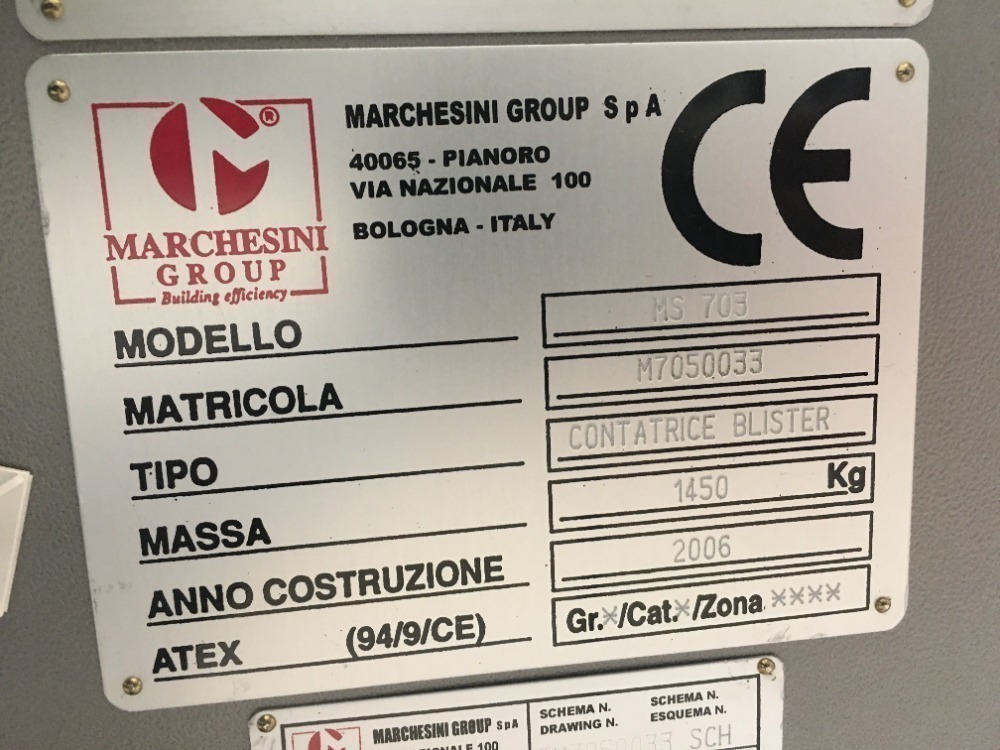 MARCHESINI
GROUP
Building efficiency
®
MARCHESINI GROUP S p A
40065 - PIANORO
VIA NAZIONALE 100
BOLOGNA - ITALY
CE
MODELLO MS 703
MATRICOLA M7050033
TIPO CONTATRICE BLISTER
MASSA 1450 Kg
ANNO COSTRUZIONE 2006
ATEX (94/9/CE) Gr.*/Cat.*/Zona ****
MARCHESINI GROUP S p A
100
SCHEMA N.
DRAWING N.
SCHEMA N.
ESQUEMA N.
SCH